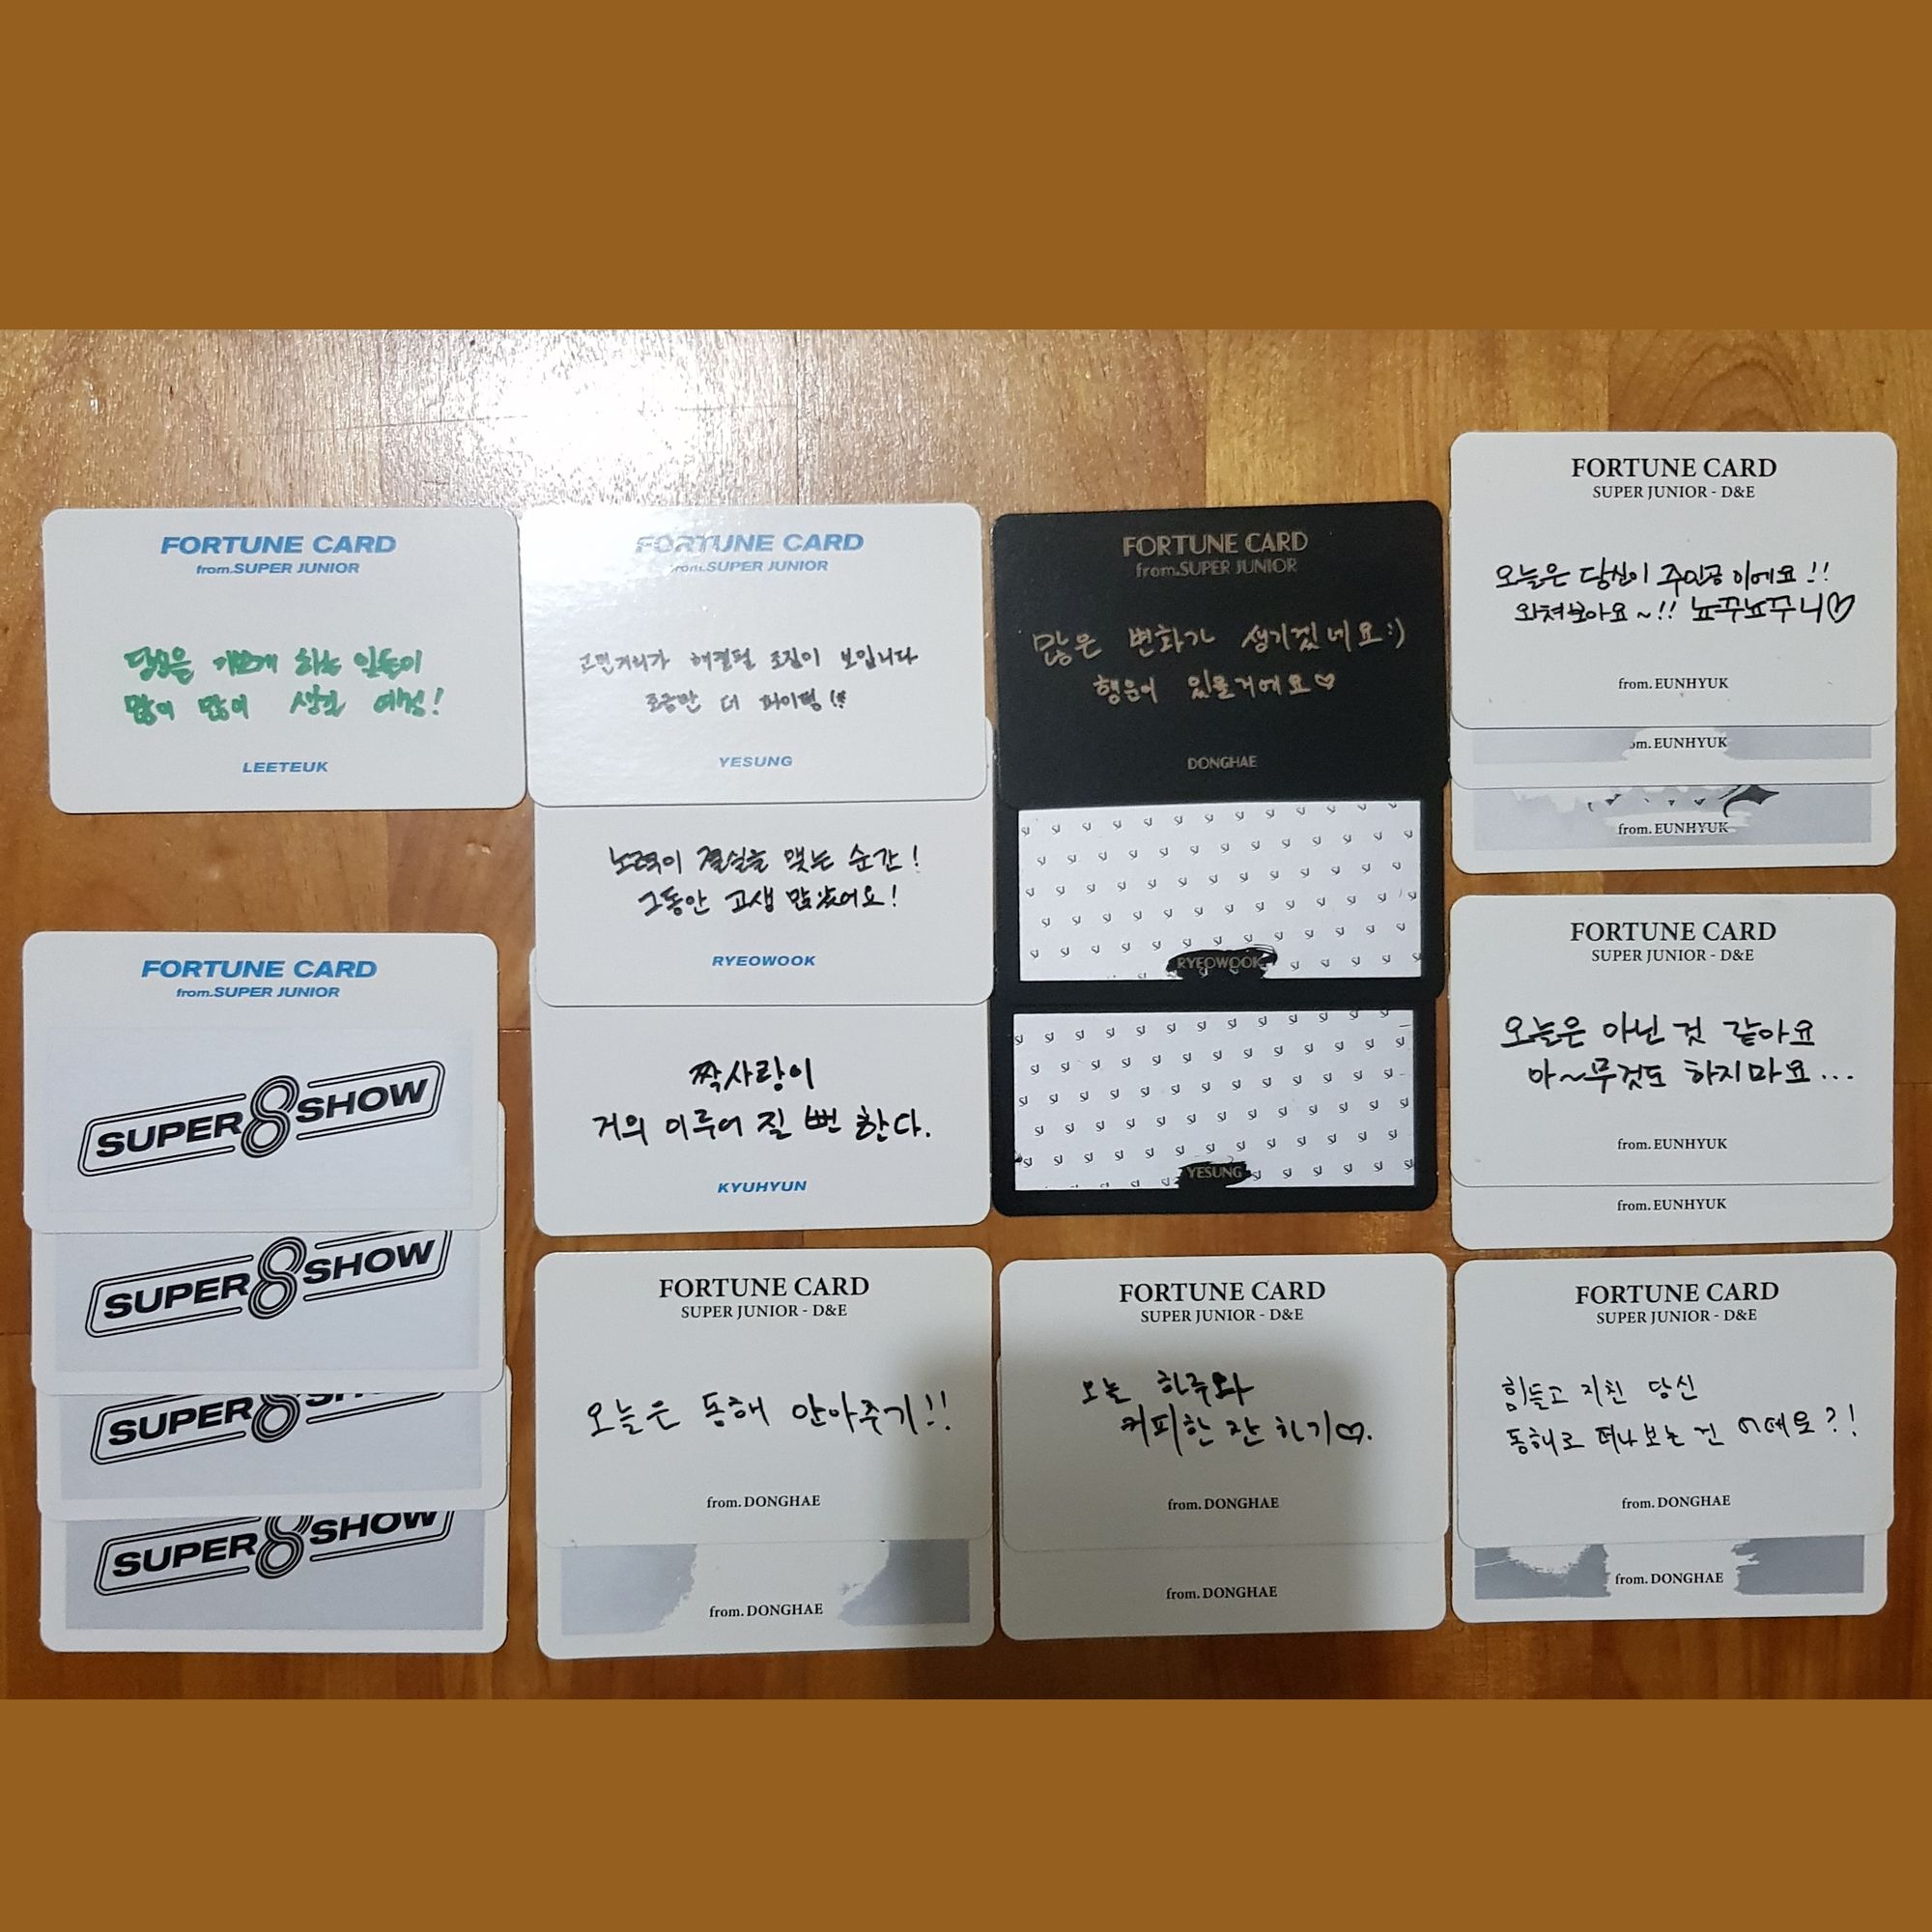 FORTUNE CARD
from.SUPER JUNIOR
당신을 기쁘게 하는 일들이
많이 많이 생길 예정!
LEETEUK
FORTUNE CARD
from.SUPER JUNIOR
SUPER 8 SHOW
SUPER 8 SHOW
SUPER 8 SHOW
SUPER 8 SHOW
FORTUNE CARD
from.SUPER JUNIOR
고민거리가 해결될 조짐이 보입니다
조금만 더 파이팅!!
YESUNG
노력이 결실을 맺는 순간!
그동안 고생 많았어요!
RYEOWOOK
짝사랑이
거의 이루어 질 뻔 한다.
KYUHYUN
FORTUNE CARD
SUPER JUNIOR - D&E
오늘은 동해 안아주기!!
from. DONGHAE
from. DONGHAE
FORTUNE CARD
from.SUPER JUNIOR
많은 변화가 생기겠네요:)
행운이 있을거에요♡
DONGHAE
RYEOWOOK
YESUNG
FORTUNE CARD
SUPER JUNIOR - D&E
오늘 하루와
커피한 잔 하기♡.
from. DONGHAE
from. DONGHAE
FORTUNE CARD
SUPER JUNIOR - D&E
오늘은 당신이 주인공 이에요!!
외쳐보아요~!! 뇨꾸뇨꾸니♡
from. EUNHYUK
om. EUNHYUK
from. EUNHYUK
FORTUNE CARD
SUPER JUNIOR - D&E
오늘은 아닌 것 같아요
아~무것도 하지마요...
from. EUNHYUK
from. EUNHYUK
FORTUNE CARD
SUPER JUNIOR - D&E
힘들고 지친 당신
동해로 떠나보는 건 어떼요?!
from. DONGHAE
from. DONGHAE